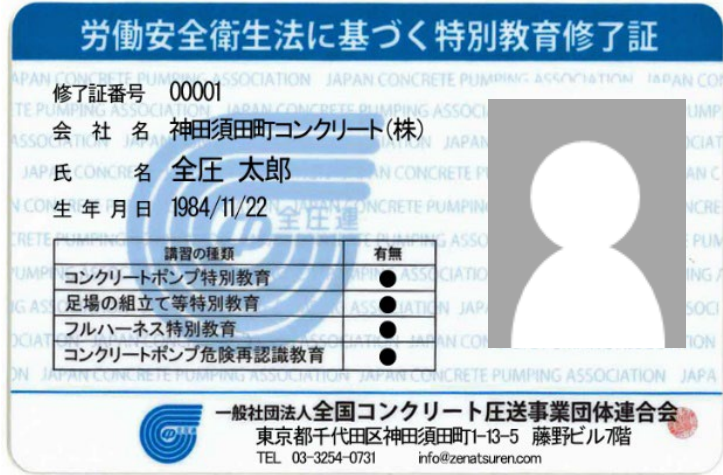 労働安全衛生法に基づく特別教育修了証
修了証番号 00001
会社名 神田須田町コンクリート(株)
氏名 全圧 太郎
生年月日 1984/11/22
全圧連
講習の種類 有無
コンクリートポンプ特別教育 ●
足場の組立て等特別教育 ●
フルハーネス特別教育 ●
コンクリートポンプ危険再認識教育 ●
JAPAN CONCRETE PUMPING ASSOCIATION
全圧連
一般社団法人全国コンクリート圧送事業団体連合会
東京都千代田区神田須田町1-13-5 藤野ビル7階
TEL 03-3254-0731 info@zenatsuren.com